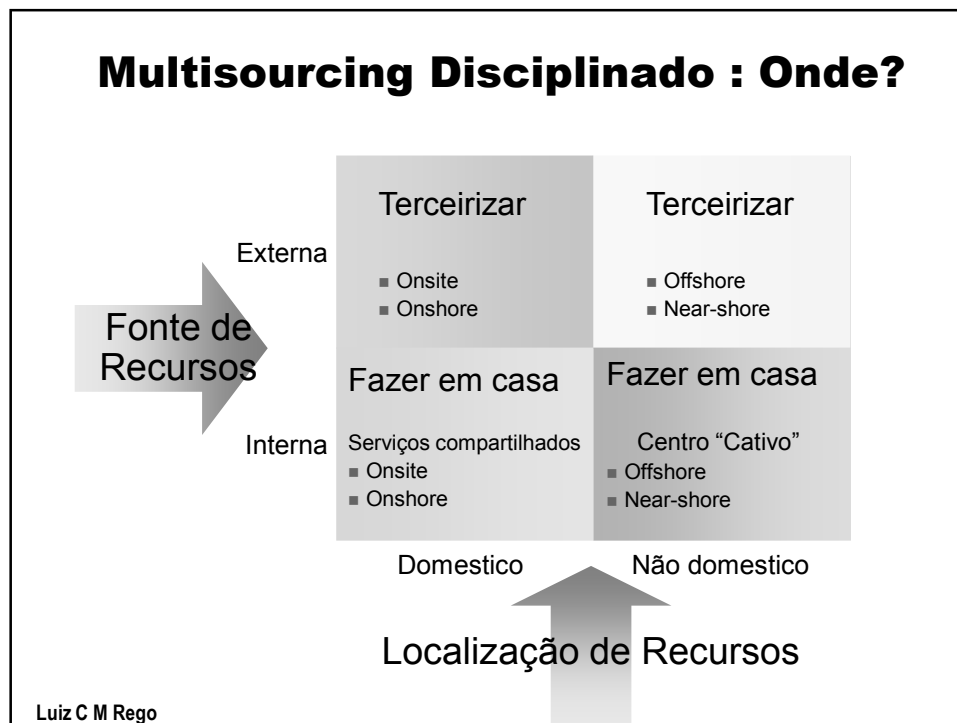 Multisourcing Disciplinado : Onde?
Terceirizar
Terceirizar
Externa
■ Onsite
■ Onshore
■ Offshore
■ Near-shore
Fonte de
Recursos
Fazer em casa
Fazer em casa
Interna
Serviços compartilhados
■ Onsite
■ Onshore
Centro “Cativo”
■ Offshore
■ Near-shore
Domestico
Não domestico
Localização de Recursos
Luiz C M Rego